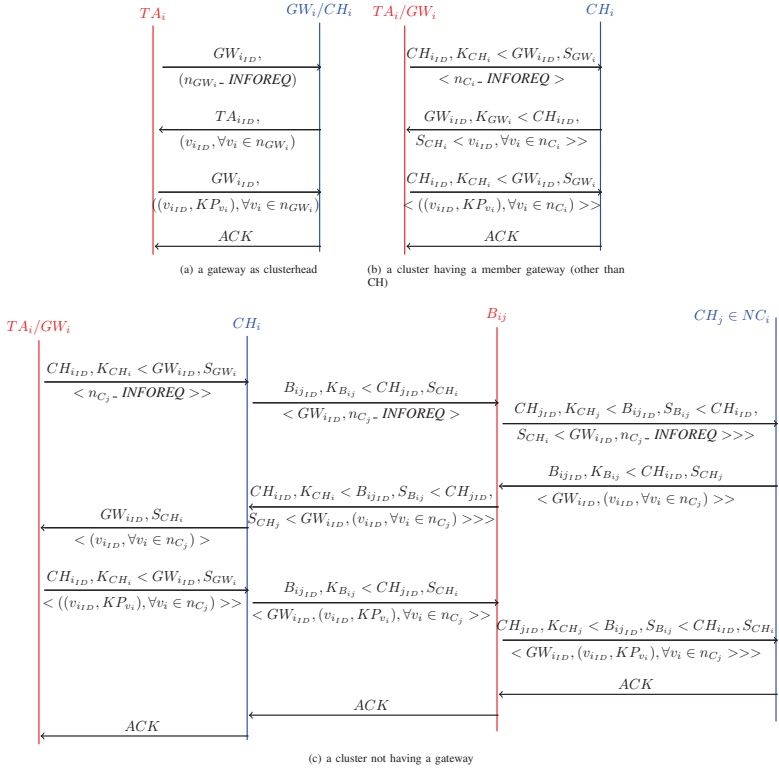 TA_i
GW_i/CH_i
GW_{i_{ID}},
(n_{GW_i}_ INFOREQ)
TA_{i_{ID}},
(v_{i_{ID}}, ∀v_i ∈ n_{GW_i})
GW_{i_{ID}},
((v_{i_{ID}}, KP_{v_i}), ∀v_i ∈ n_{GW_i})
ACK
(a) a gateway as clusterhead
TA_i/GW_i
CH_i
CH_{i_{ID}}, K_{CH_i} < GW_{i_{ID}}, S_{GW_i}
< n_{C_i}_ INFOREQ >
GW_{i_{ID}}, K_{GW_i} < CH_{i_{ID}},
S_{CH_i} < v_{i_{ID}}, ∀v_i ∈ n_{C_i} >>
CH_{i_{ID}}, K_{CH_i} < GW_{i_{ID}}, S_{GW_i}
< ((v_{i_{ID}}, KP_{v_i}), ∀v_i ∈ n_{C_i}) >>
ACK
(b) a cluster having a member gateway (other than
CH)
TA_i/GW_i
CH_i
B_{ij}
CH_j ∈ NC_i
CH_{i_{ID}}, K_{CH_i} < GW_{i_{ID}}, S_{GW_i}
< n_{C_j}_ INFOREQ >>
B_{ij_{ID}}, K_{B_{ij}} < CH_{j_{ID}}, S_{CH_i}
< GW_{i_{ID}}, n_{C_j}_ INFOREQ >
CH_{j_{ID}}, K_{CH_j} < B_{ij_{ID}}, S_{B_{ij}} < CH_{i_{ID}},
S_{CH_i} < GW_{i_{ID}}, n_{C_j}_ INFOREQ >>>
B_{ij_{ID}}, K_{B_{ij}} < CH_{i_{ID}}, S_{CH_j}
< GW_{i_{ID}}, (v_{i_{ID}}, ∀v_i ∈ n_{C_j}) >>
CH_{i_{ID}}, K_{CH_i} < B_{ij_{ID}}, S_{B_{ij}} < CH_{j_{ID}},
S_{CH_j} < GW_{i_{ID}}, (v_{i_{ID}}, ∀v_i ∈ n_{C_j}) >>>
GW_{i_{ID}}, S_{CH_i}
< (v_{i_{ID}}, ∀v_i ∈ n_{C_j}) >
CH_{i_{ID}}, K_{CH_i} < GW_{i_{ID}}, S_{GW_i}
< ((v_{i_{ID}}, KP_{v_i}), ∀v_i ∈ n_{C_j}) >>
B_{ij_{ID}}, K_{B_{ij}} < CH_{j_{ID}}, S_{CH_i}
< GW_{i_{ID}}, (v_{i_{ID}}, KP_{v_i}), ∀v_i ∈ n_{C_j} >>
CH_{j_{ID}}, K_{CH_j} < B_{ij_{ID}}, S_{B_{ij}} < CH_{i_{ID}}, S_{CH_i}
< GW_{i_{ID}}, (v_{i_{ID}}, KP_{v_i}), ∀v_i ∈ n_{C_j} >>>
ACK
ACK
ACK
(c) a cluster not having a gateway